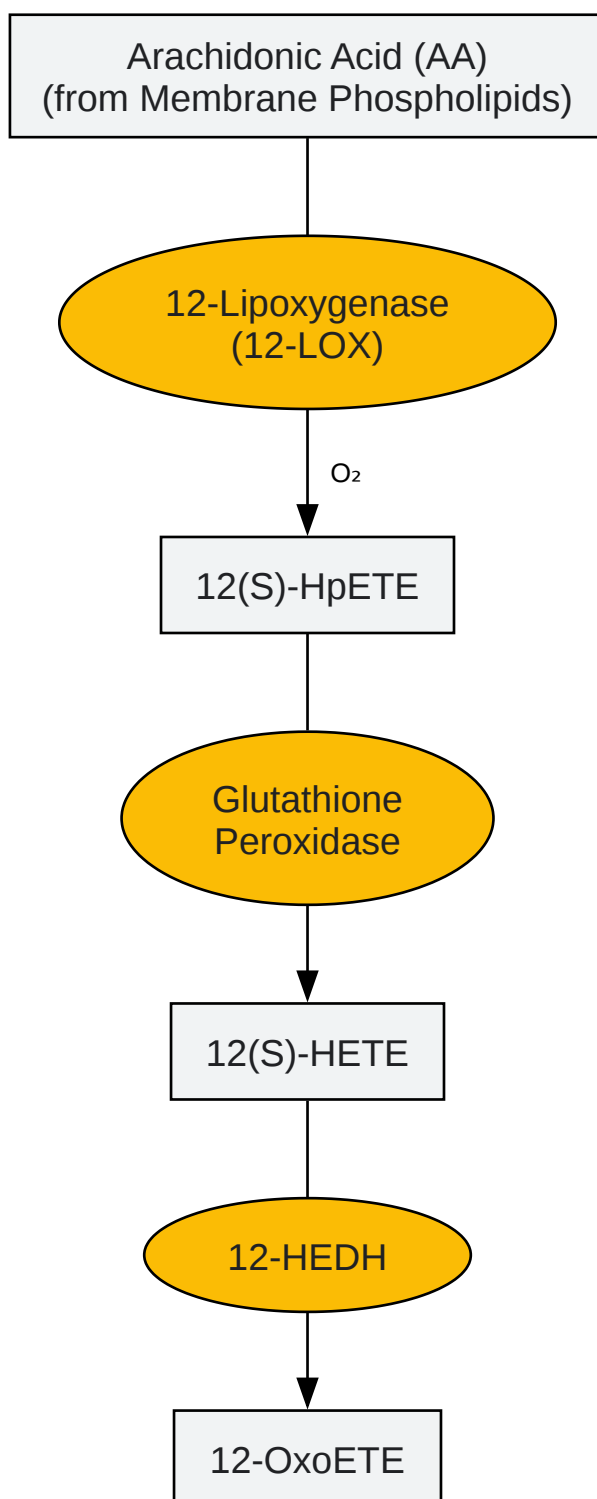 Arachidonic Acid (AA)
(from Membrane Phospholipids)
12-Lipoxygenase
(12-LOX)
O₂
12(S)-HpETE
Glutathione
Peroxidase
12(S)-HETE
12-HEDH
12-OxoETE